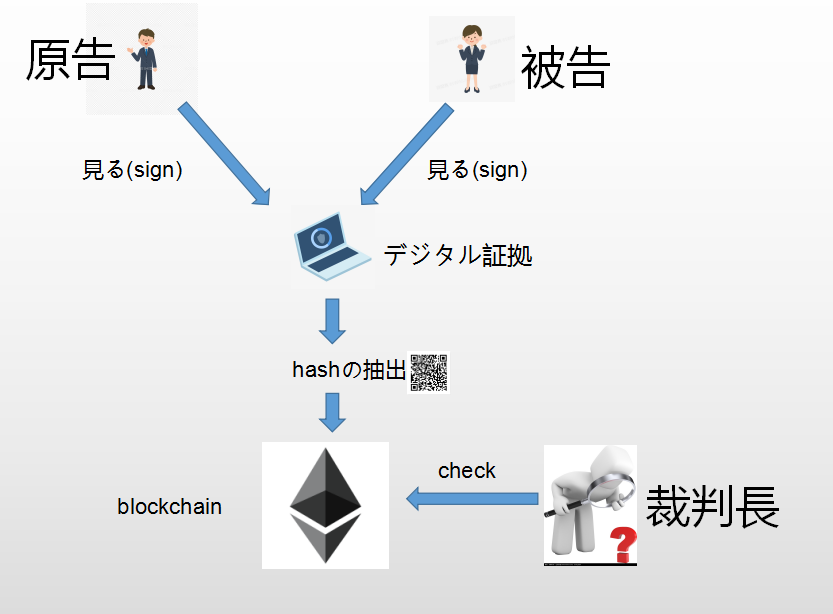 原告
被告
見る(sign)
見る(sign)
デジタル証拠
hashの抽出
check
blockchain
裁判長
?